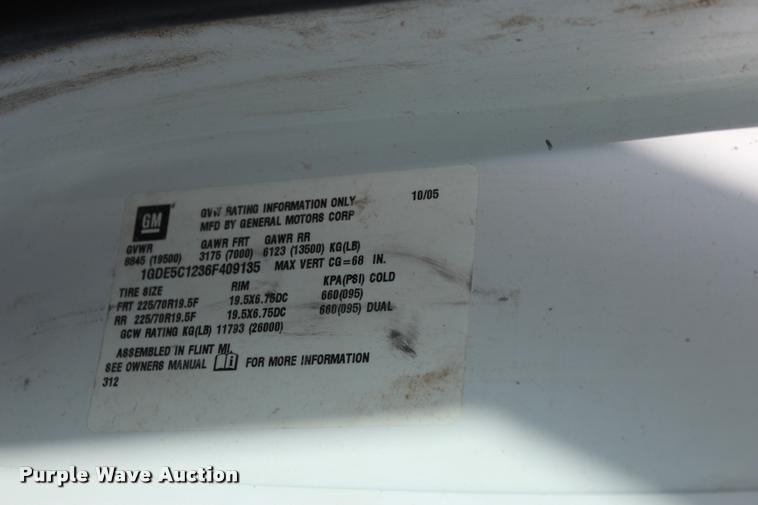 GM
GVW RATING INFORMATION ONLY 10/05
MFD BY GENERAL MOTORS CORP
GVWR GAWR FRT GAWR RR
8845 (19500) 3175 (7000) 6123 (13500) KG(LB)
1GDE5C1236F409135 MAX VERT CG=68 IN.
TIRE SIZE RIM KPA(PSI) COLD
FRT 225/70R19.5F 19.5X6.75DC 660(095)
RR 225/70R19.5F 19.5X6.75DC 660(095) DUAL
GCW RATING KG(LB) 11793 (26000)
ASSEMBLED IN FLINT MI.
SEE OWNERS MANUAL i FOR MORE INFORMATION
312
Purple Wave Auction